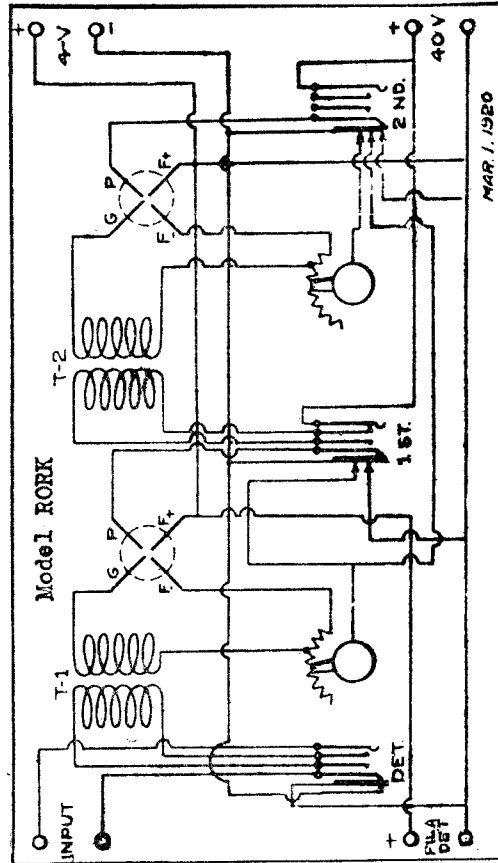 Model RORK
INPUT
T-1
G P
F F+
T-2
G P
F F+
+
4-V
–
DET.
1 ST.
2 ND.
+
FILA
DET
+
40V
MAR. 1. 1920